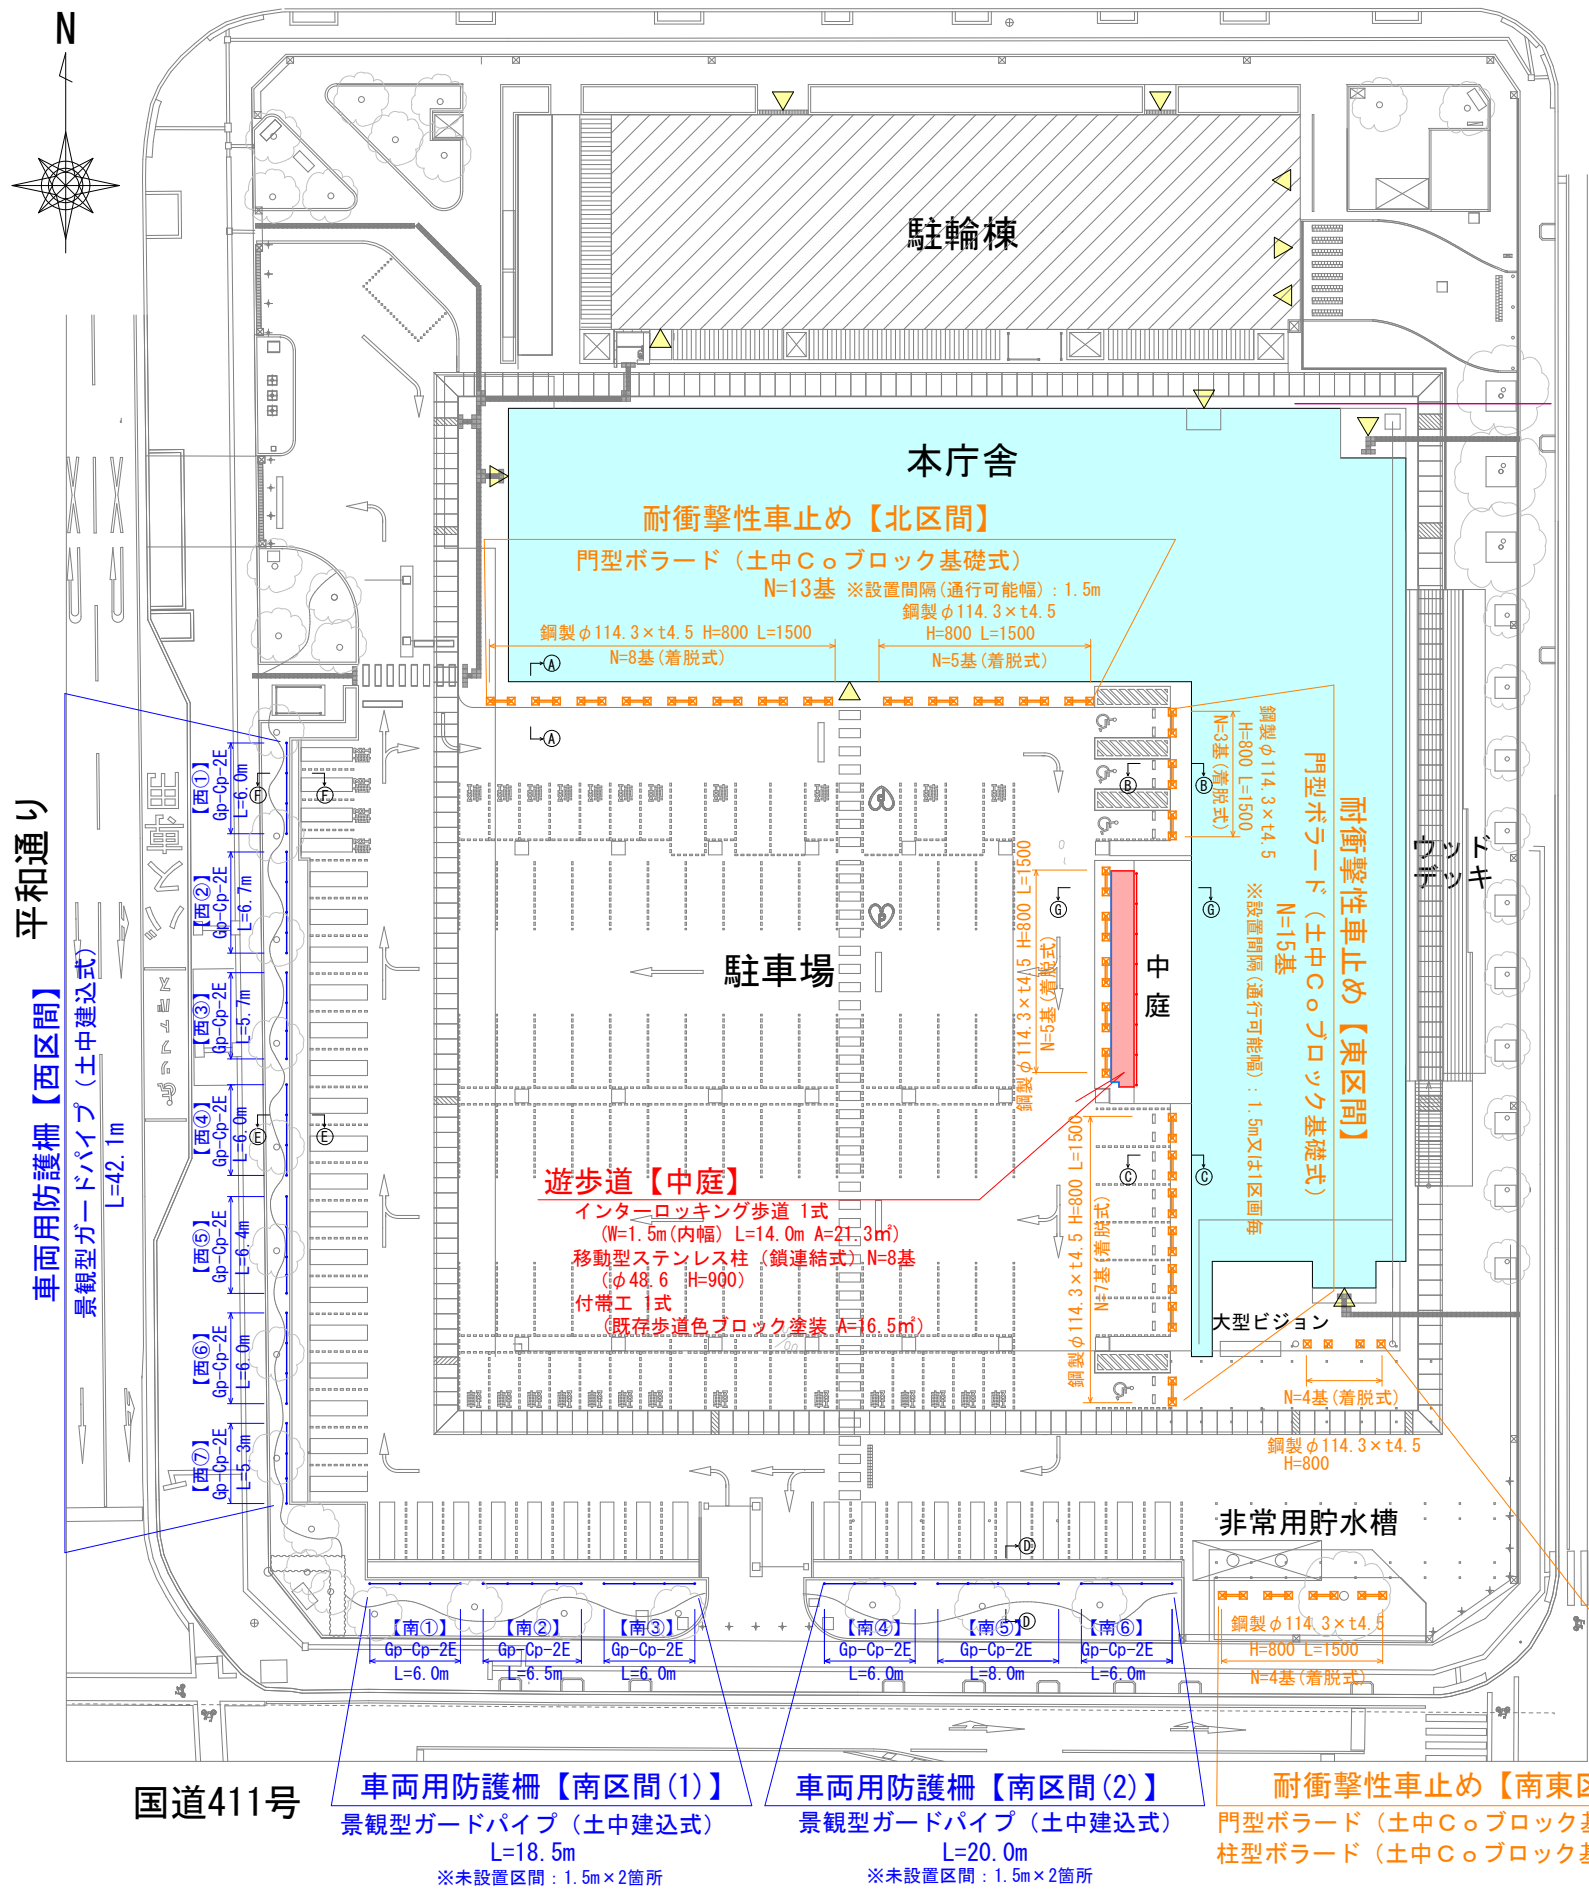 N
駐輪棟
本庁舎
耐衝撃性車止め【北区間】
門型ボラード（土中Ｃｏブロック基礎式）
N=13基 ※設置間隔(通行可能幅)：1.5m
鋼製φ114.3×t4.5 H=800 L=1500
N=8基(着脱式)
鋼製φ114.3×t4.5
H=800 L=1500
N=5基(着脱式)
A
A
鋼製φ114.3×t4.5
H=800 L=1500
N=3基(着脱式)
B
B
耐衝撃性車止め【東区間】
門型ボラード（土中Ｃｏブロック基礎式）
N=15基
※設置間隔(通行可能幅)：1.5m又は1区画毎
ウッド
デッキ
平和通り
車両用防護柵【西区間】
景観型ガードパイプ（土中建込式）
L=42.1m
【西①】
Gp-Cp-2E
L=6.0m
F
F
【西②】
Gp-Cp-2E
L=6.7m
【西③】
Gp-Cp-2E
L=5.7m
【西④】
Gp-Cp-2E
L=6.0m
E
E
【西⑤】
Gp-Cp-2E
L=6.4m
【西⑥】
Gp-Cp-2E
L=6.0m
【西⑦】
Gp-Cp-2E
L=5.3m
駐車場
中庭
G
G
鋼製φ114.3×t4.5 H=800 L=1500
N=5基(着脱式)
C
C
鋼製φ114.3×t4.5 H=800 L=1500
N=7基(着脱式)
遊歩道【中庭】
インターロッキング歩道 1式
(W=1.5m(内幅) L=14.0m A=21.3㎡)
移動型ステンレス柱（鎖連結式）N=8基
(φ48.6 H=900)
付帯工 1式
(既存歩道色ブロック塗装 A=16.5㎡)
大型ビジョン
N=4基(着脱式)
鋼製φ114.3×t4.5
H=800
非常用貯水槽
鋼製φ114.3×t4.5
H=800 L=1500
N=4基(着脱式)
D
D
【南①】
Gp-Cp-2E
L=6.0m
【南②】
Gp-Cp-2E
L=6.5m
【南③】
Gp-Cp-2E
L=6.0m
【南④】
Gp-Cp-2E
L=6.0m
【南⑤】
Gp-Cp-2E
L=8.0m
【南⑥】
Gp-Cp-2E
L=6.0m
国道411号
車両用防護柵【南区間(1)】
景観型ガードパイプ（土中建込式）
L=18.5m
※未設置区間：1.5m×2箇所
車両用防護柵【南区間(2)】
景観型ガードパイプ（土中建込式）
L=20.0m
※未設置区間：1.5m×2箇所
耐衝撃性車止め【南東区
門型ボラード（土中Ｃｏブロック基
柱型ボラード（土中Ｃｏブロック基